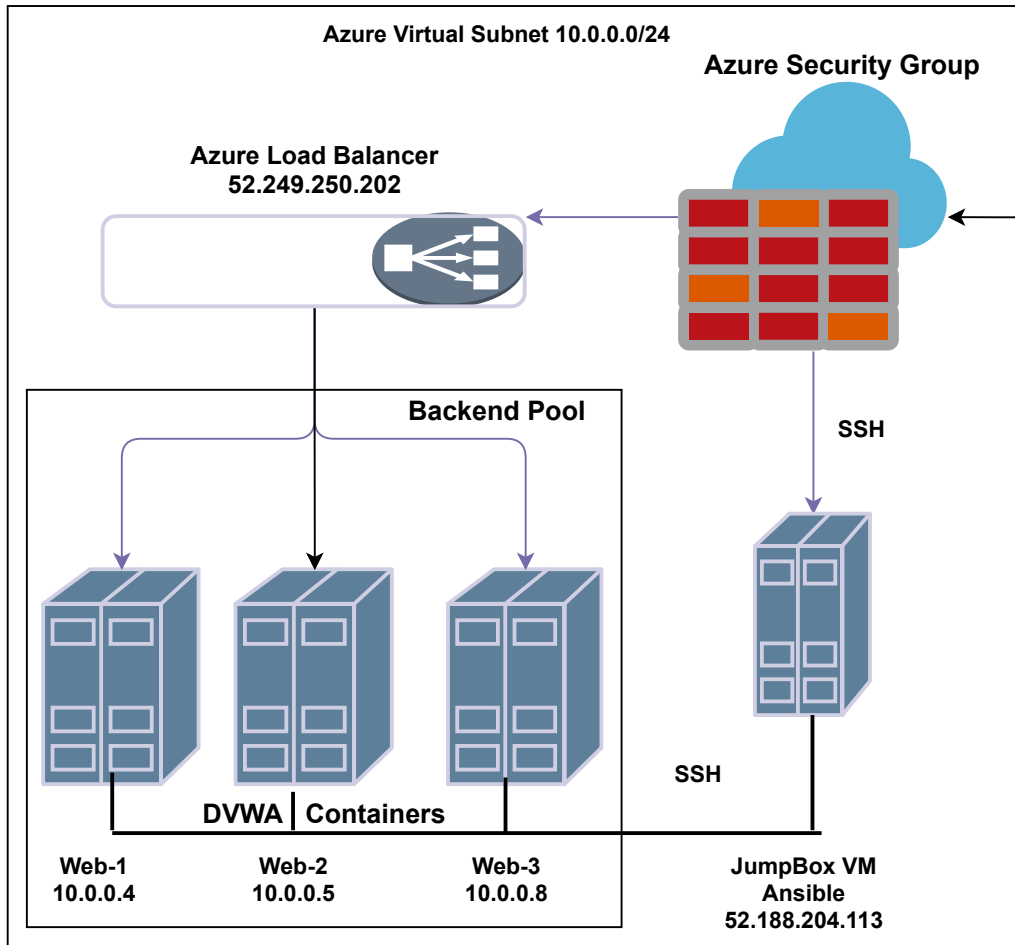 Azure Virtual Subnet 10.0.0.0/24
Azure Security Group
Azure Load Balancer
52.249.250.202
Backend Pool
SSH
SSH
DVWA Containers
Web-1
10.0.0.4
Web-2
10.0.0.5
Web-3
10.0.0.8
JumpBox VM
Ansible
52.188.204.113